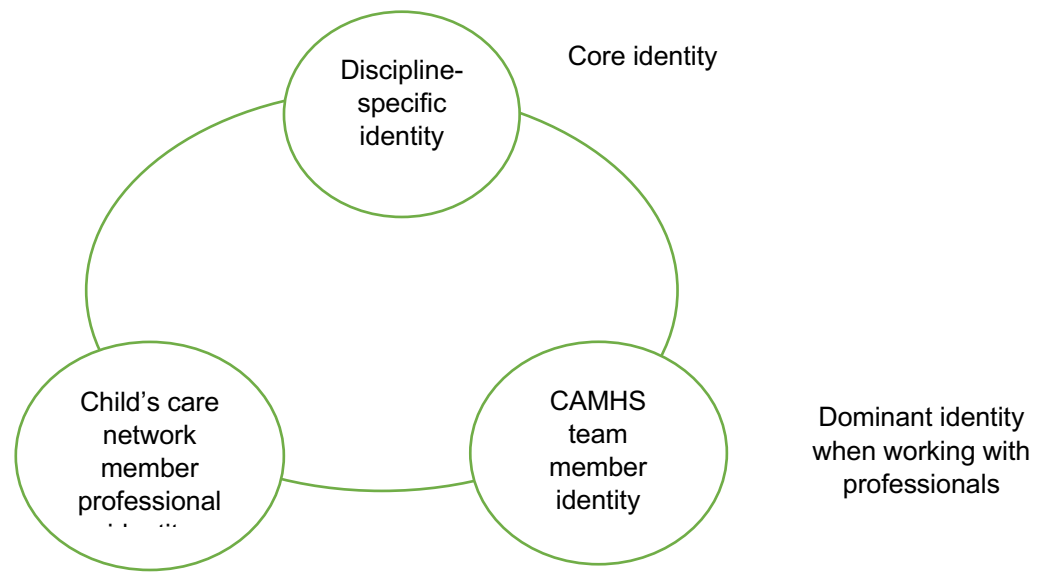 Discipline-
specific
identity
Core identity
Child’s care
network
member
professional
CAMHS
team
member
identity
Dominant identity
when working with
professionals